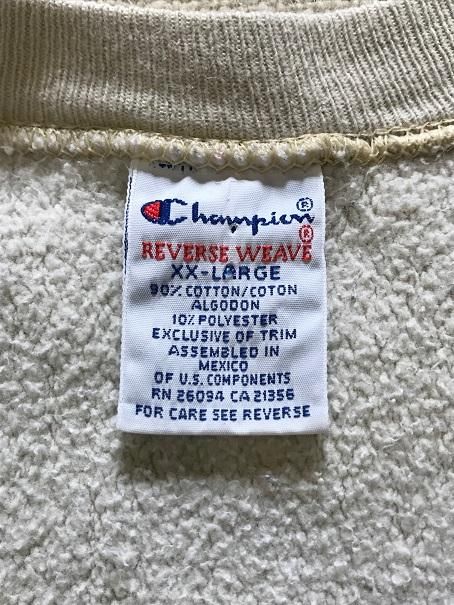 Champion®
REVERSE WEAVE®
XX-LARGE
90% COTTON/COTON
ALGODON
10% POLYESTER
EXCLUSIVE OF TRIM
ASSEMBLED IN
MEXICO
OF U.S. COMPONENTS
RN 26094 CA 21356
FOR CARE SEE REVERSE